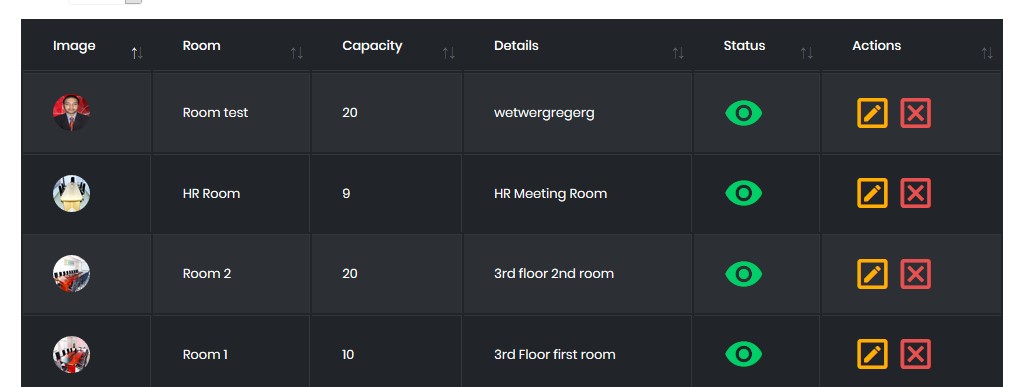 Image Room Capacity Details Status Actions
Room test 20 wetwergregerg
HR Room 9 HR Meeting Room
Room 2 20 3rd floor 2nd room
Room 1 10 3rd Floor first room